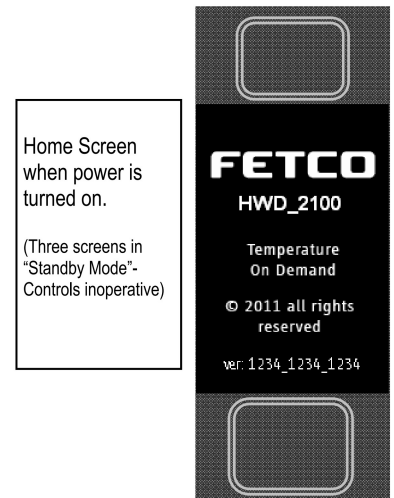 Home Screen
when power is
turned on.
(Three screens in
“Standby Mode”-
Controls inoperative)
FETCO
HWD_2100
Temperature
On Demand
© 2011 all rights
reserved
ver: 1234_1234_1234